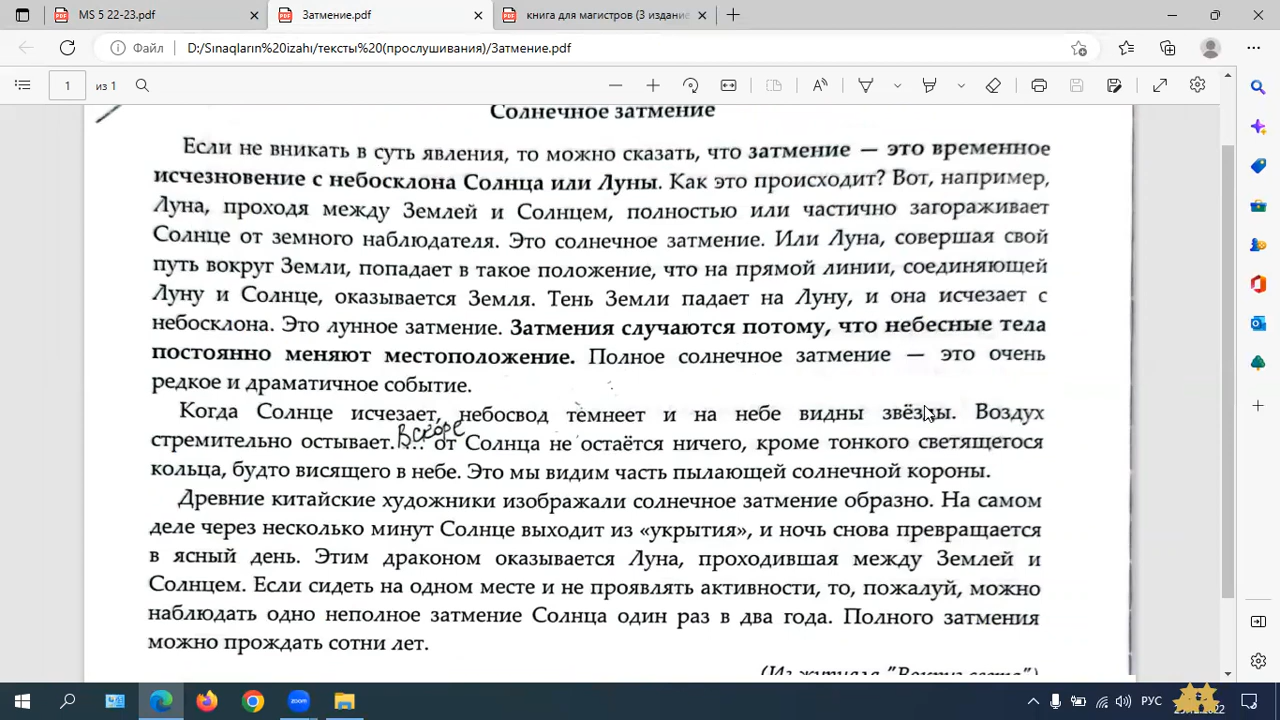 MS 5 22-23.pdf
Затмение.pdf
книга для магистров (3 издание
Файл
D:/Sınaqların%20izahı/тексты%20(прослушивания)/Затмение.pdf
1
из 1
Солнечное затмение
Если не вникать в суть явления, то можно сказать, что затмение — это временное
исчезновение с небосклона Солнца или Луны. Как это происходит? Вот, например,
Луна, проходя между Землей и Солнцем, полностью или частично загораживает
Солнце от земного наблюдателя. Это солнечное затмение. Или Луна, совершая свой
путь вокруг Земли, попадает в такое положение, что на прямой линии, соединяющей
Луну и Солнце, оказывается Земля. Тень Земли падает на Луну, и она исчезает с
небосклона. Это лунное затмение. Затмения случаются потому, что небесные тела
постоянно меняют местоположение. Полное солнечное затмение — это очень
редкое и драматичное событие.
Когда Солнце исчезает, небосвод темнеет и на небе видны звёзды. Воздух
Вскоре
стремительно остывает. ... от Солнца не остаётся ничего, кроме тонкого светящегося
кольца, будто висящего в небе. Это мы видим часть пылающей солнечной короны.
Древние китайские художники изображали солнечное затмение образно. На самом
деле через несколько минут Солнце выходит из «укрытия», и ночь снова превращается
в ясный день. Этим драконом оказывается Луна, проходившая между Землей и
Солнцем. Если сидеть на одном месте и не проявлять активности, то, пожалуй, можно
наблюдать одно неполное затмение Солнца один раз в два года. Полного затмения
можно прождать сотни лет.
(Из журнала "Вокруг света")
zoom
РУС